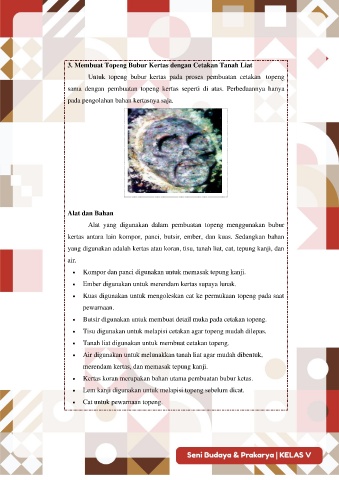 3. Membuat Topeng Bubur Kertas dengan Cetakan Tanah Liat
Untuk topeng bubur kertas pada proses pembuatan cetakan topeng
sama dengan pembuatan topeng kertas seperti di atas. Perbedaannya hanya
pada pengolahan bahan kertasnya saja.
Alat dan Bahan
Alat yang digunakan dalam pembuatan topeng menggunakan bubur
kertas antara lain kompor, panci, butsir, ember, dan kuas. Sedangkan bahan
yang digunakan adalah kertas atau koran, tisu, tanah liat, cat, tepung kanji, dan
air.
• Kompor dan panci digunakan untuk memasak tepung kanji.
• Ember digunakan untuk merendam kertas supaya lunak.
• Kuas digunakan untuk mengoleskan cat ke permukaan topeng pada saat
pewarnaan.
• Butsir digunakan untuk membuat detail muka pada cetakan topeng.
• Tisu digunakan untuk melapisi cetakan agar topeng mudah dilepas.
• Tanah liat digunakan untuk membuat cetakan topeng.
• Air digunakan untuk melunakkan tanah liat agar mudah dibentuk,
merendam kertas, dan memasak tepung kanji.
• Kertas koran merupakan bahan utama pembuatan bubur kertas.
• Lem kanji digunakan untuk melapisi topeng sebelum dicat.
• Cat untuk pewarnaan topeng.
Seni Budaya & Prakarya | KELAS V